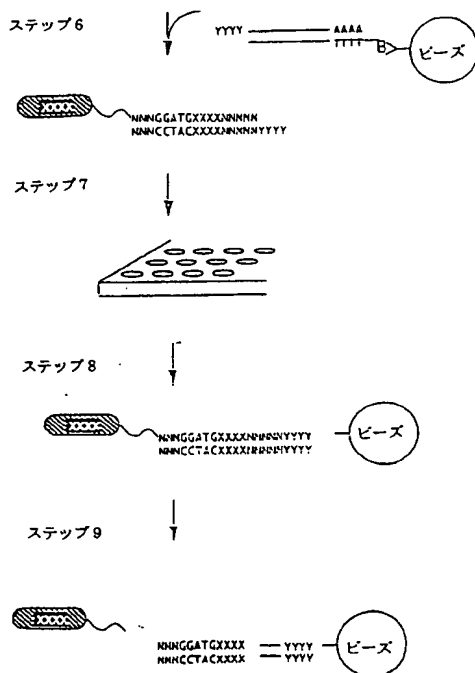 ステップ6
YYYY AAAA
TTTT B ビーズ
XXXX NNNGGATGXXXXNNNNN
NNNCCTACXXXXNNNNNYYYY
ステップ7
ステップ8
XXXX NNNGGATGXXXXNNNNNYYYY ビーズ
NNNCCTACXXXXNNNNNYYYY
ステップ9
XXXX NNNGGATGXXXX YYYY ビーズ
NNNCCTACXXXX YYYY